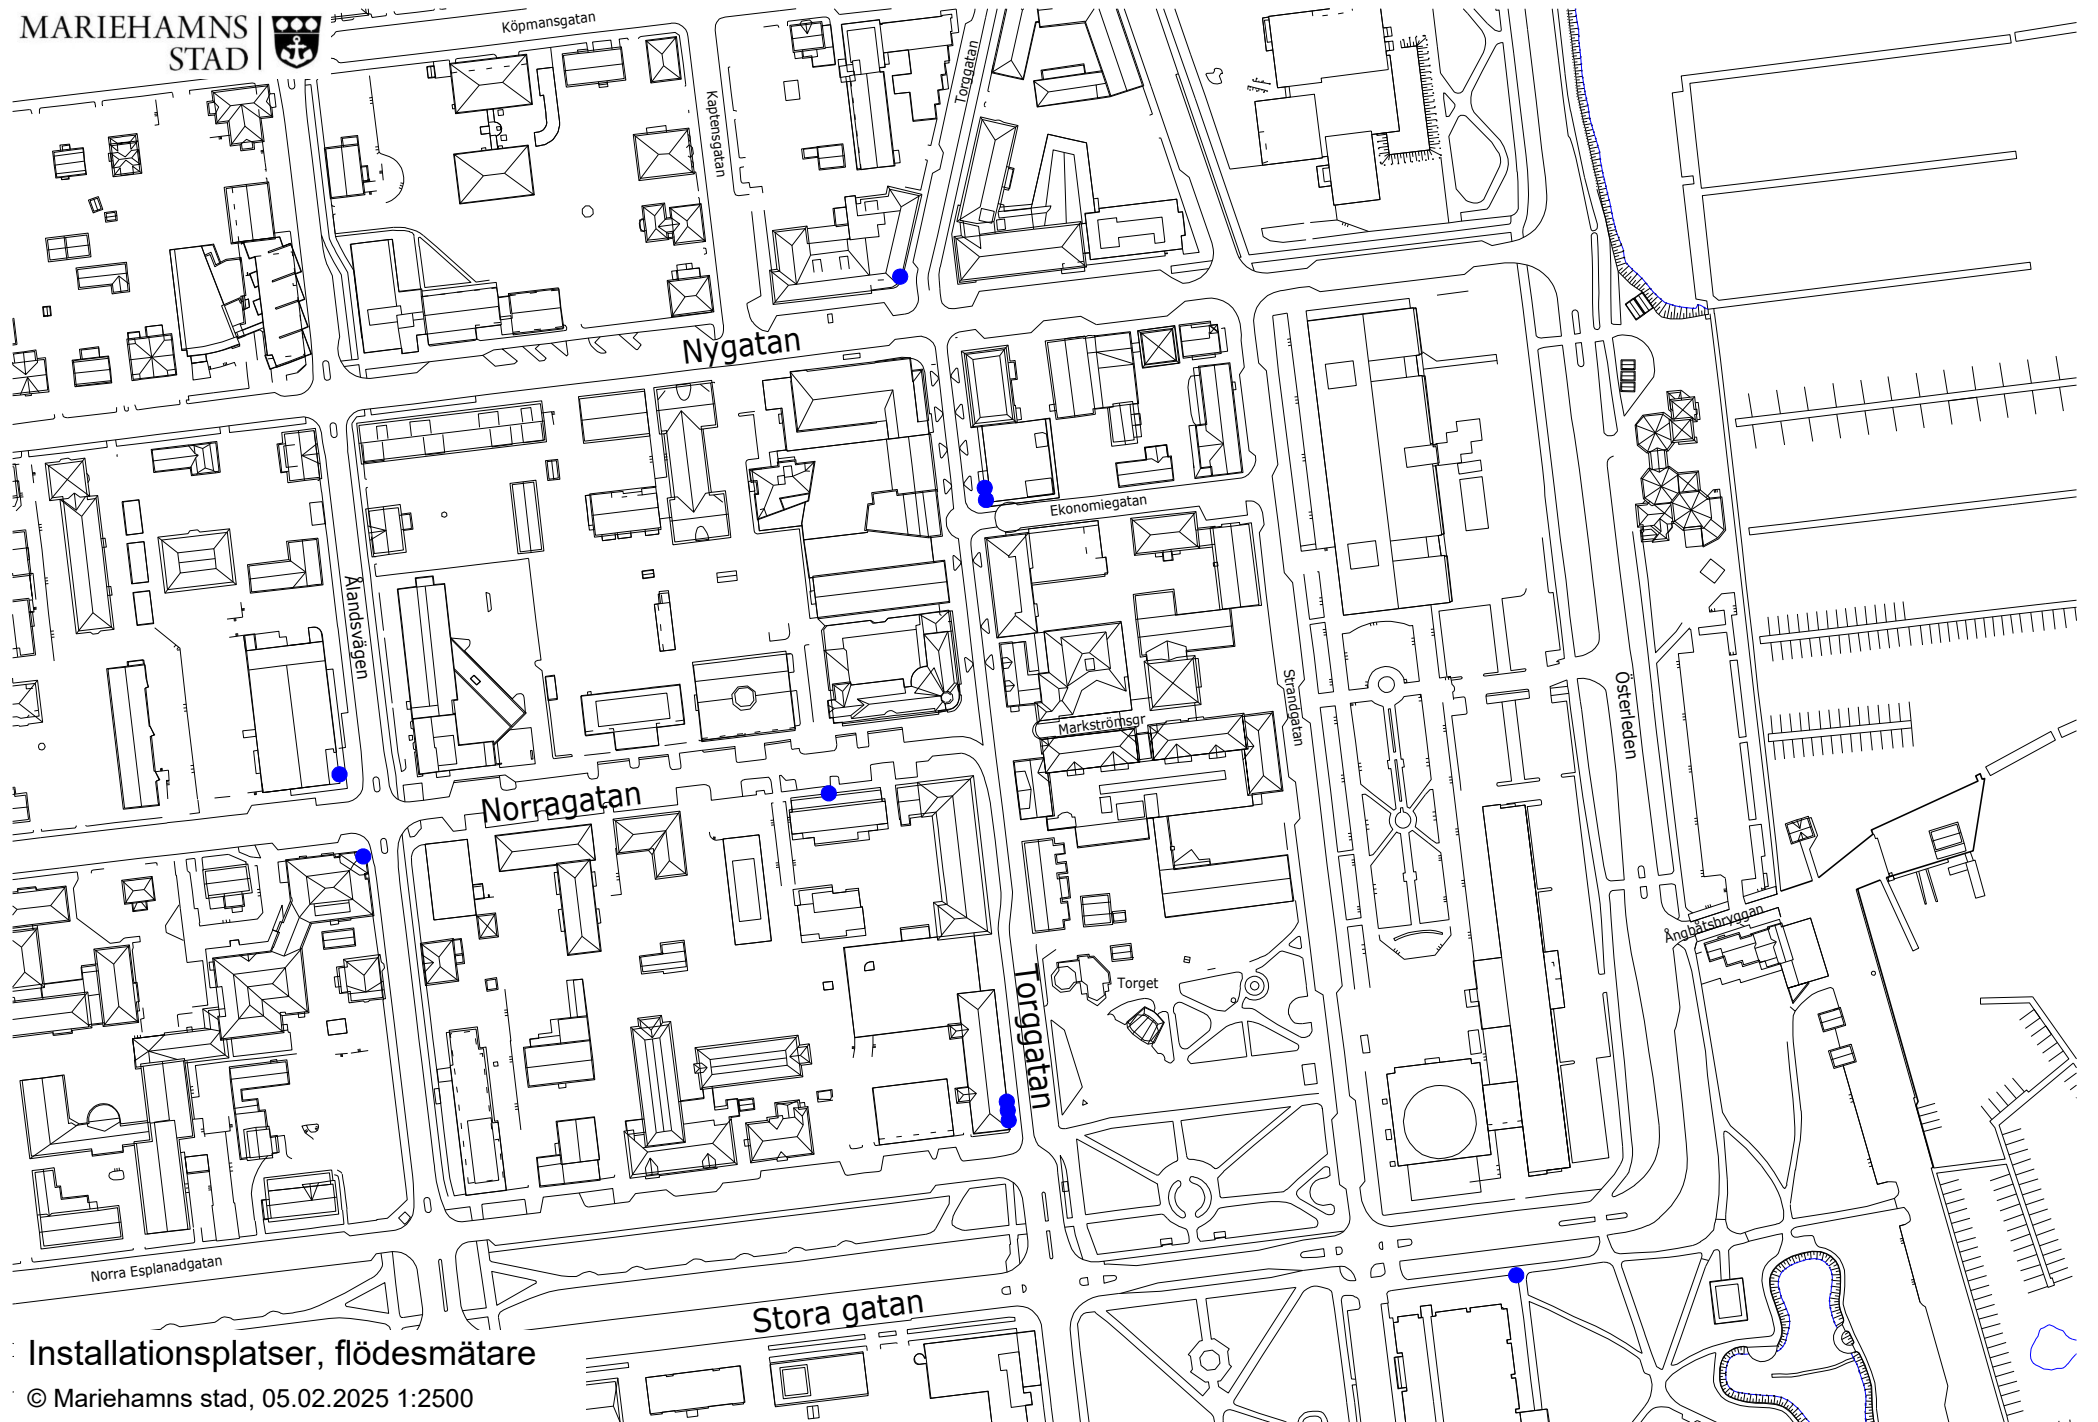 MARIEHAMNS
STAD
Köpmansgatan
Kaptensgatan
Torggatan
Nygatan
Ekonomiegatan
Ålandsvägen
Strandgatan
Österleden
Markströmsgr
Norragatan
Ångbåtsbryggan
Torget
Torggatan
Norra Esplanadgatan
Stora gatan
Installationsplatser, flödesmätare
© Mariehamns stad, 05.02.2025 1:2500